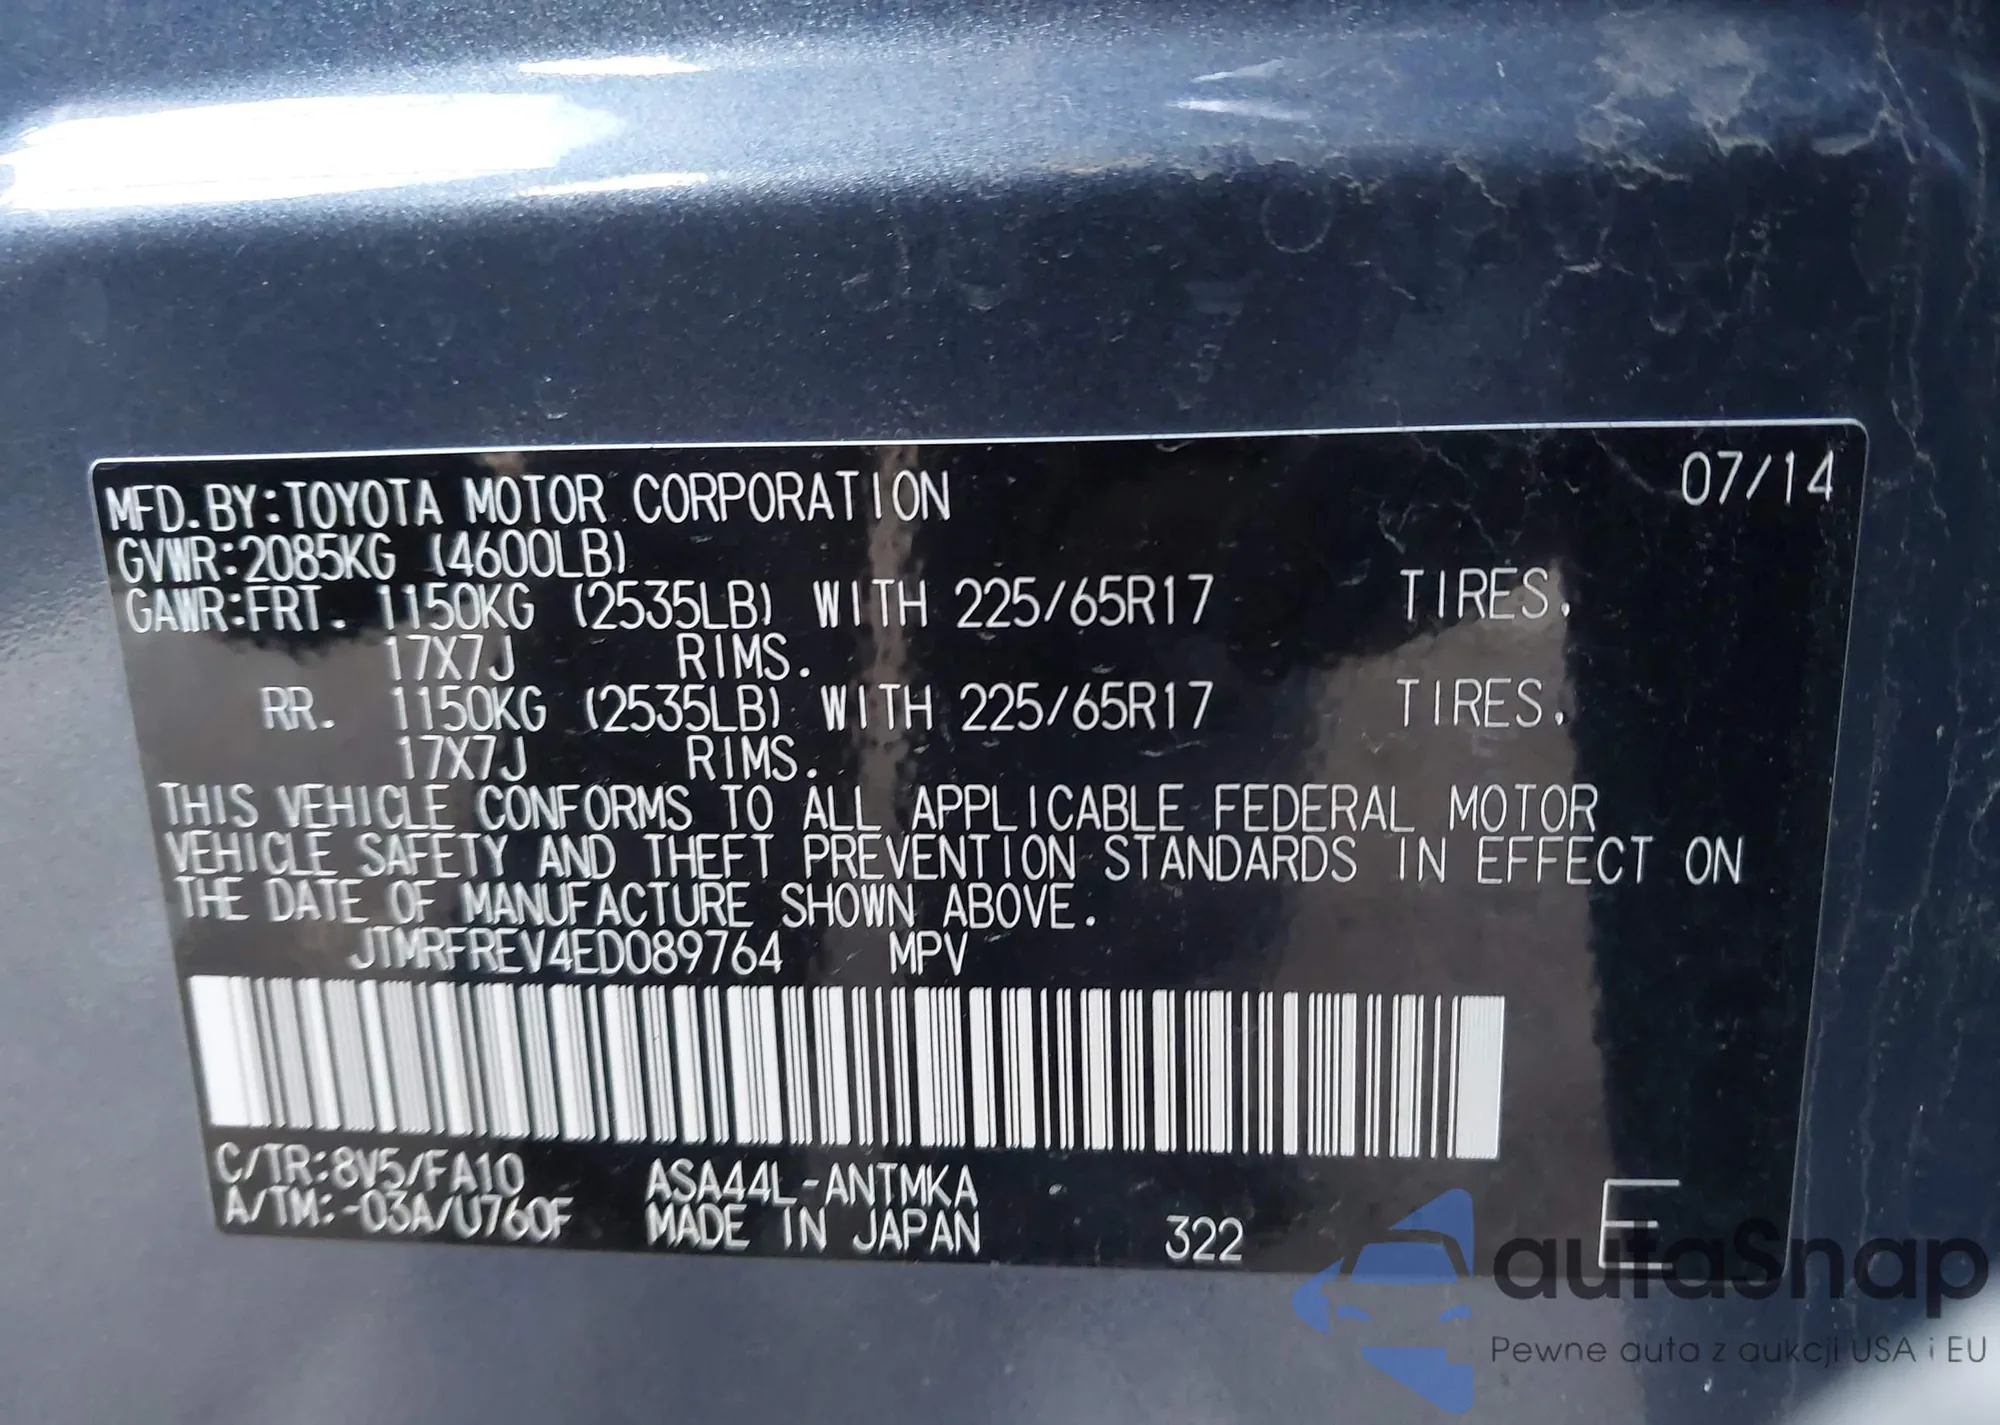 07/14
MFD.BY:TOYOTA MOTOR CORPORATION
GVWR:2085KG (4600LB)
GAWR:FRT. 1150KG (2535LB) WITH 225/65R17 TIRES.
17X7J RIMS.
RR. 1150KG (2535LB) WITH 225/65R17 TIRES.
17X7J RIMS.
THIS VEHICLE CONFORMS TO ALL APPLICABLE FEDERAL MOTOR
VEHICLE SAFETY AND THEFT PREVENTION STANDARDS IN EFFECT ON
THE DATE OF MANUFACTURE SHOWN ABOVE.
JTMRFREV4ED089764 MPV
C/TR:8V5/FA10 ASA44L-ANTMKA
A/TM:-03A/U760F MADE IN JAPAN 322 E
autaSnap
Pewne auta z aukcji USA i EU